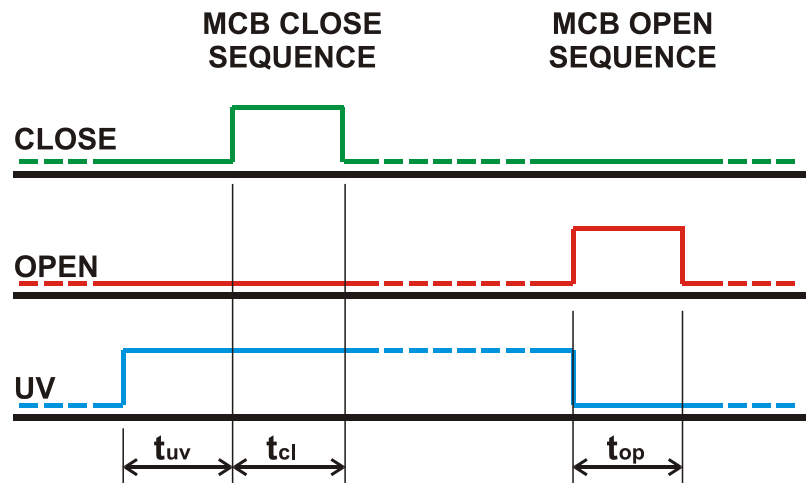 MCB CLOSE
SEQUENCE
MCB OPEN
SEQUENCE
CLOSE
OPEN
UV
tuv
tcl
top